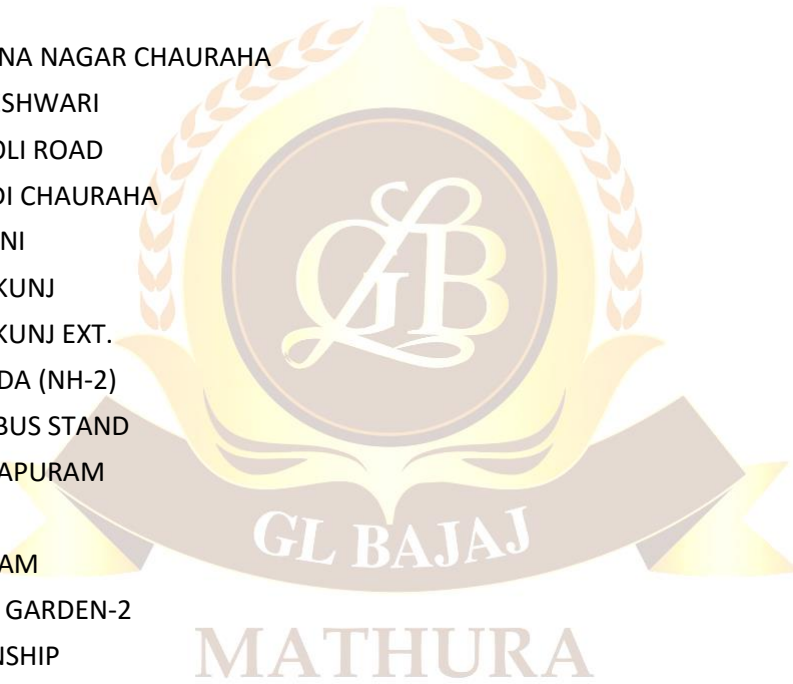 NA NAGAR CHAURAHA
SHWARI
OLI ROAD
DI CHAURAHA
NI
KUNJ
KUNJ EXT.
DA (NH-2)
BUS STAND
APURAM
AM
GARDEN-2
NSHIP
GLB
GL BAJAJ
MATHURA